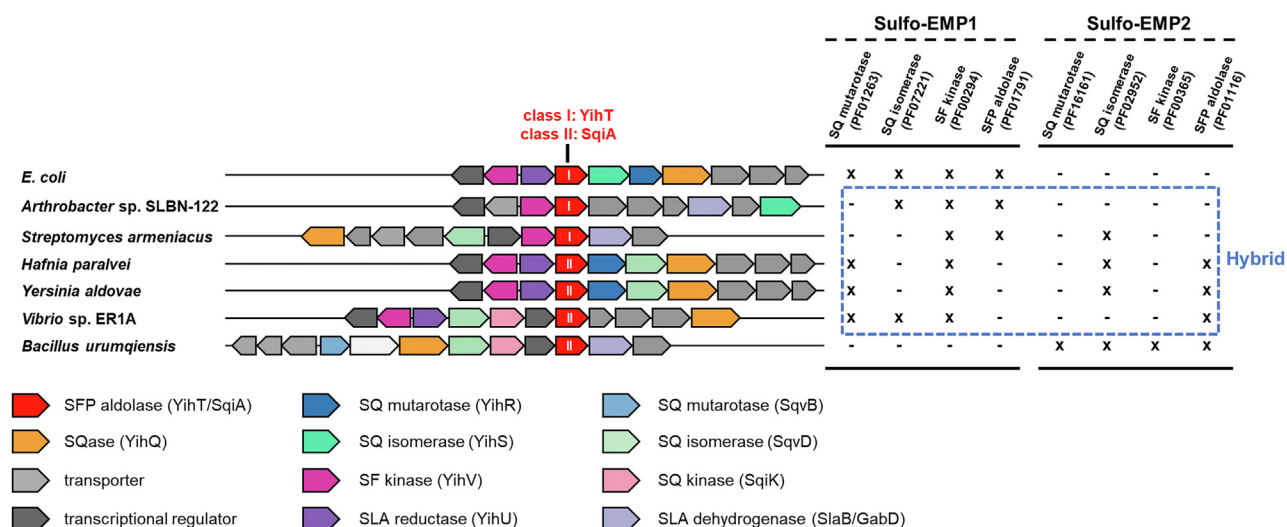 Sulfo-EMP1 Sulfo-EMP2
SQ mutarotase (PF01263)
SQ isomerase (PF07221)
SF kinase (PF00294)
SFP aldolase (PF01791)
SQ mutarotase (PF16161)
SQ isomerase (PF02952)
SF kinase (PF00365)
SFP aldolase (PF01116)
class I: YihT
class II: SqiA
E. coli I x x x x - - - -
Arthrobacter sp. SLBN-122 I - x x x - - - -
Streptomyces armeniacus I - - x x - x - -
Hafnia paralvei II x - x - - x - x
Hybrid
Yersinia aldovae II x - x - - x - x
Vibrio sp. ER1A II x x x - - - - x
Bacillus urumqiensis II - - - - x x x x
SFP aldolase (YihT/SqiA) SQ mutarotase (YihR) SQ mutarotase (SqvB)
SQase (YihQ) SQ isomerase (YihS) SQ isomerase (SqvD)
transporter SF kinase (YihV) SQ kinase (SqiK)
transcriptional regulator SLA reductase (YihU) SLA dehydrogenase (SlaB/GabD)